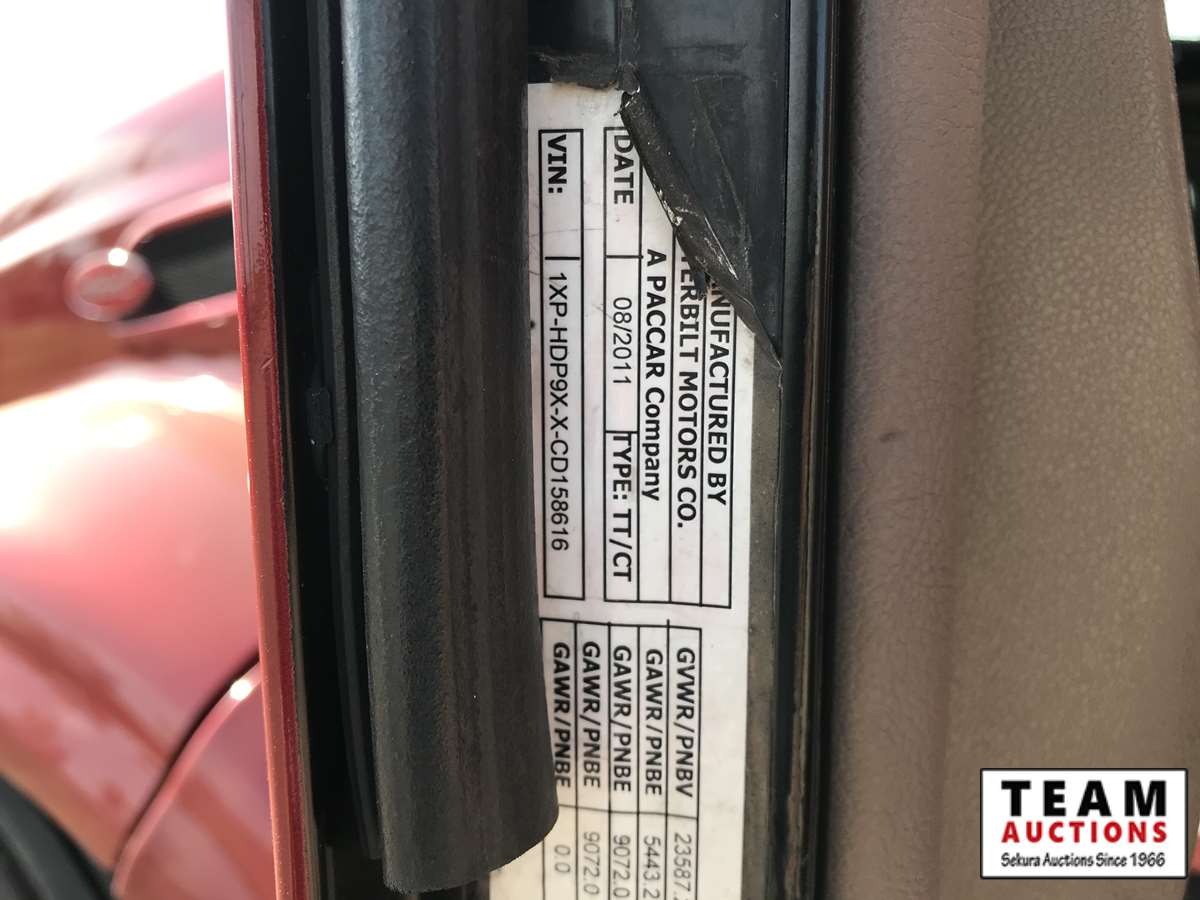 NUFACTURED BY
TERBILT MOTORS CO.
A PACCAR Company
DATE 08/2011 TYPE: TT/CT
VIN: 1XP-HDP9X-X-CD158616
GVWR/PNBV 23587.
GAWR/PNBE 5443.2
GAWR/PNBE 9072.0
GAWR/PNBE 9072.0
GAWR/PNBE 0.0
TEAM
AUCTIONS
Sekura Auctions Since 1966